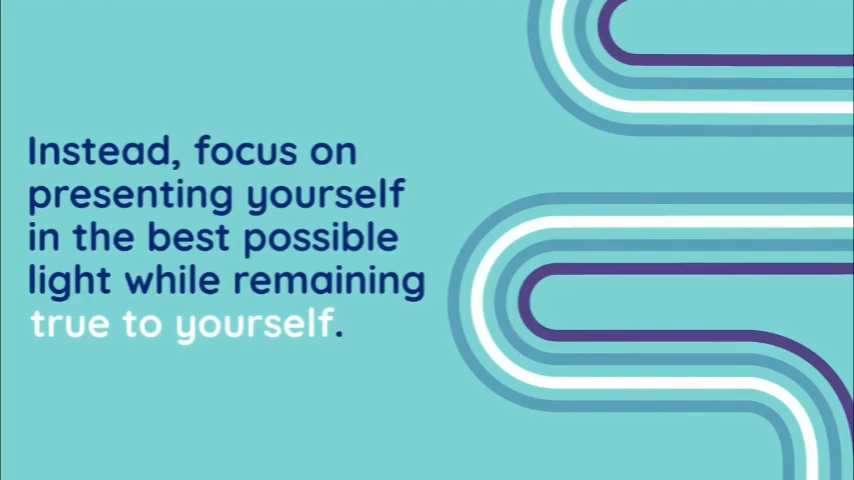 Instead, focus on
presenting yourself
in the best possible
light while remaining
true to yourself.